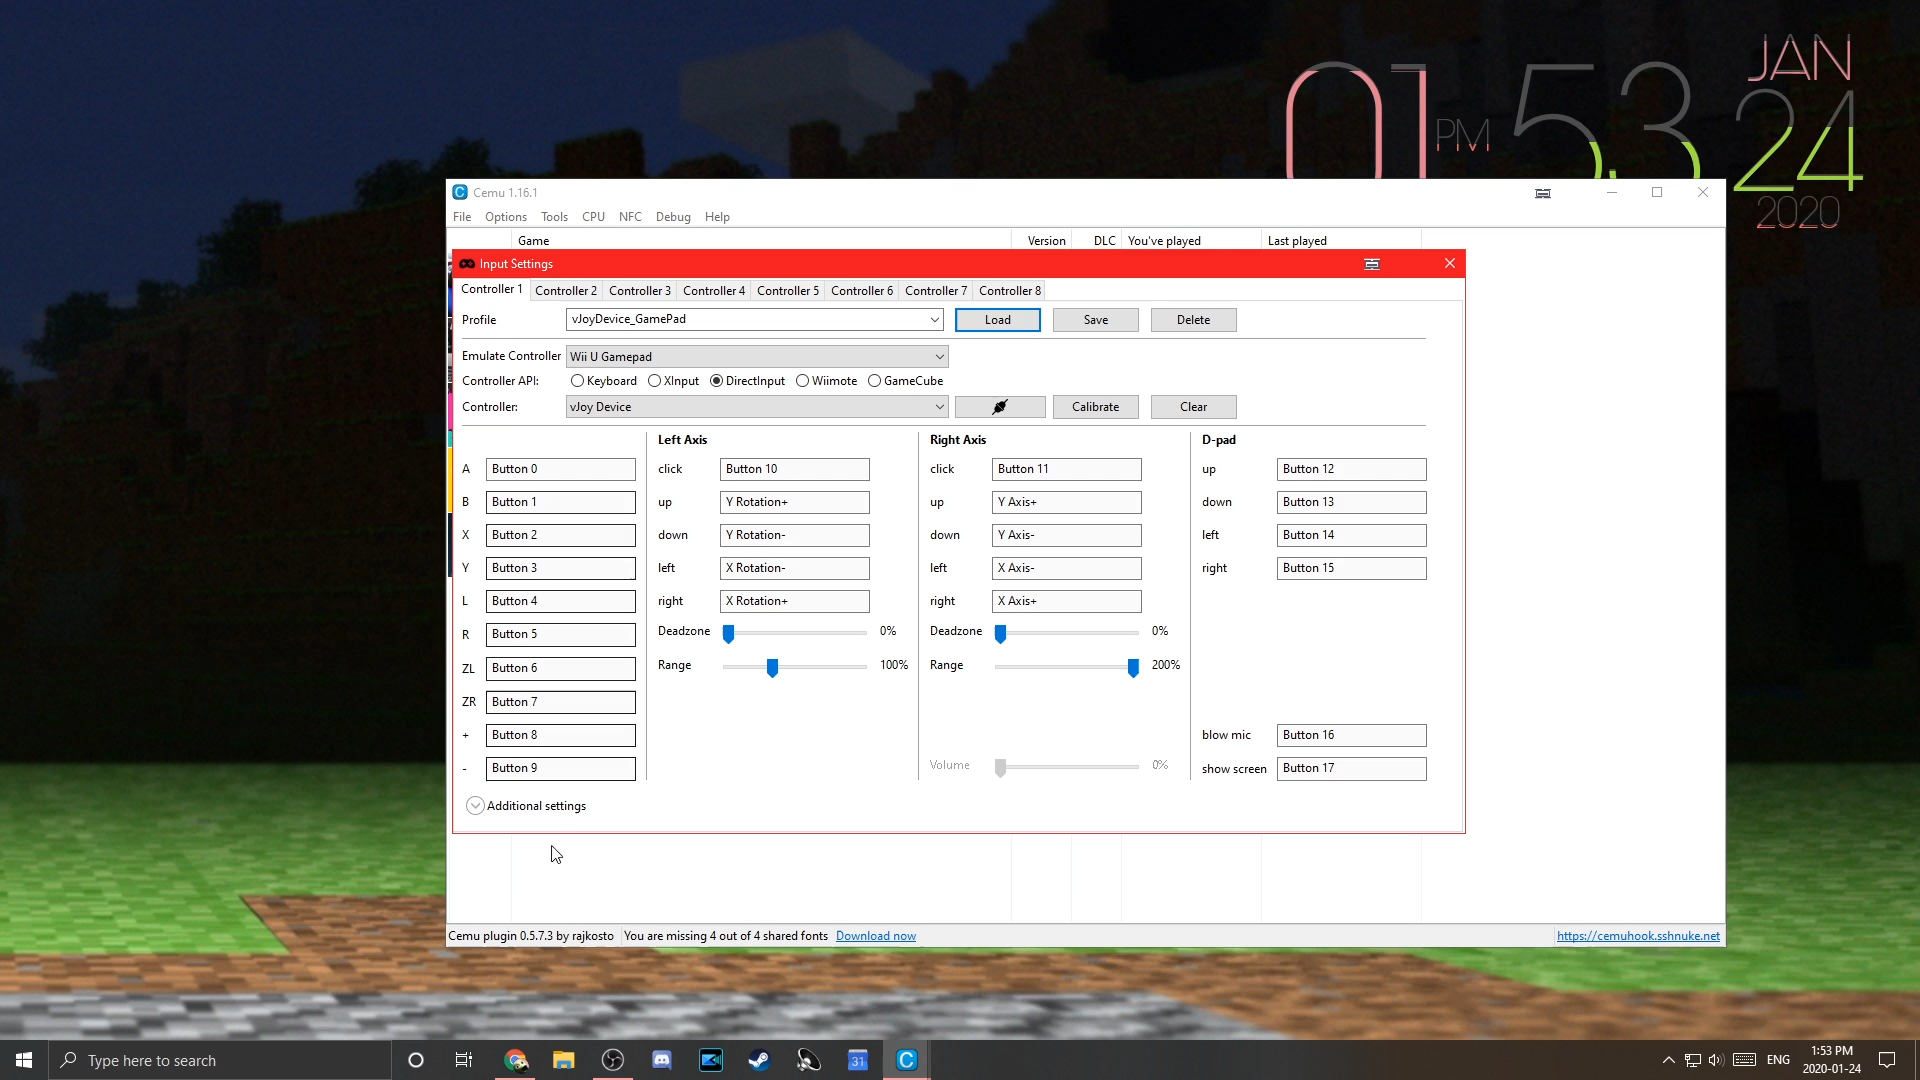 JAN
01 PM 53 24
2020
Cemu 1.16.1
File Options Tools CPU NFC Debug Help
Game Version DLC You've played Last played
Input Settings
Controller 1 Controller 2 Controller 3 Controller 4 Controller 5 Controller 6 Controller 7 Controller 8
Profile vJoyDevice_GamePad Load Save Delete
Emulate Controller Wii U Gamepad
Controller API: Keyboard XInput DirectInput Wiimote GameCube
Controller: vJoy Device Calibrate Clear
Left Axis Right Axis D-pad
A Button 0 click Button 10 click Button 11 up Button 12
B Button 1 up Y Rotation+ up Y Axis+ down Button 13
X Button 2 down Y Rotation- down Y Axis- left Button 14
Y Button 3 left X Rotation- left X Axis- right Button 15
L Button 4 right X Rotation+ right X Axis+
R Button 5 Deadzone 0% Deadzone 0%
ZL Button 6 Range 100% Range 200%
ZR Button 7
+ Button 8 blow mic Button 16
- Button 9 Volume 0% show screen Button 17
Additional settings
Cemu plugin 0.5.7.3 by rajkosto You are missing 4 out of 4 shared fonts Download now https://cemuhook.sshnuke.net
Type here to search 31 ENG 1:53 PM
2020-01-24